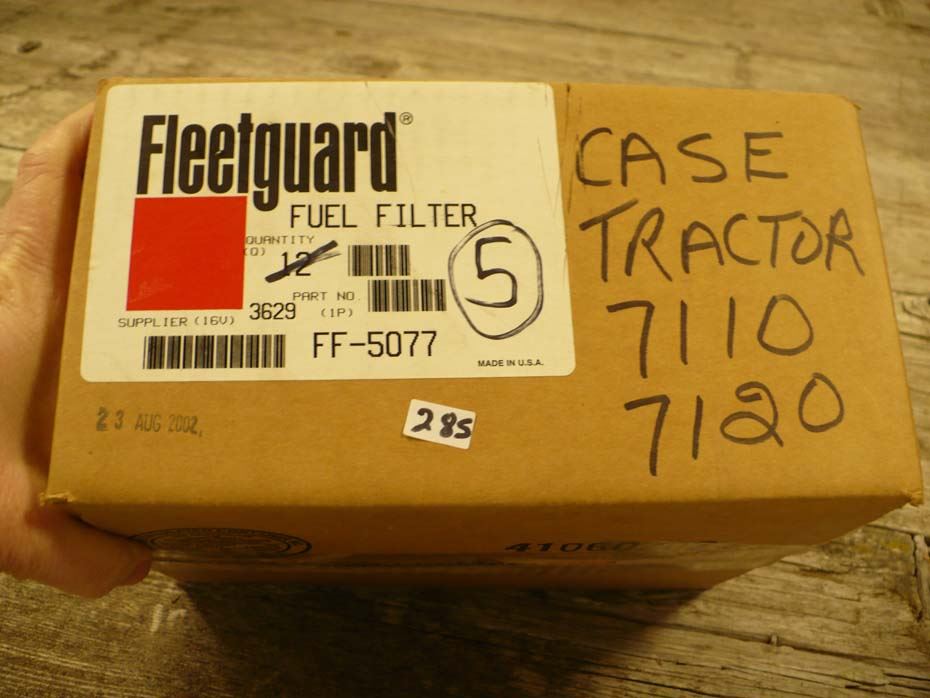 Fleetguard®
FUEL FILTER
QUANTITY
(Q)
12
5
PART NO.
(1P)
SUPPLIER (16V)
3629
FF-5077
MADE IN U.S.A.
23 AUG 2002,
285
CASE
TRACTOR
7110
7120
41060